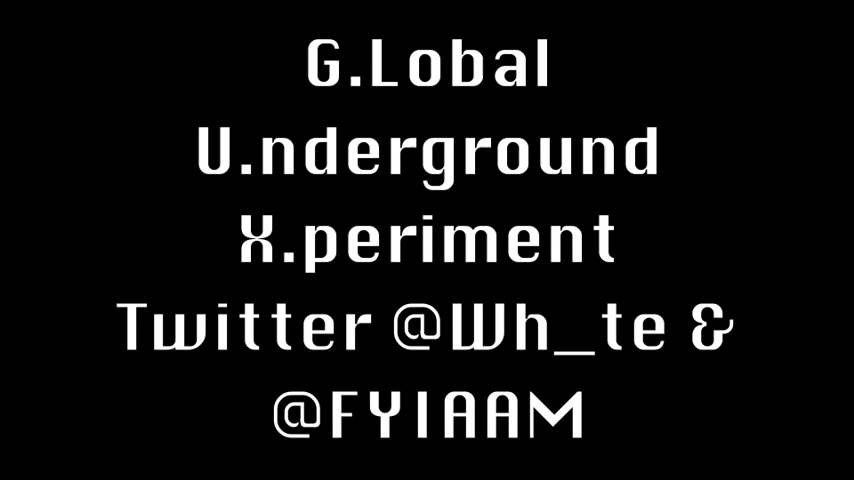 G.Lobal
U.nderground
X.periment
Twitter @Wh_te &
@FYIAAM